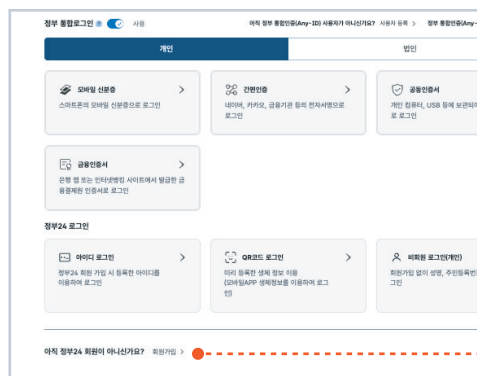 정부 통합로그인 사용 아직 정부 통합인증(Any-ID) 사용자가 아니신가요? 사용자 등록 > 정부 통합인증(Any-
개인 법인
모바일 신분증 >
스마트폰의 모바일 신분증으로 로그인
간편인증 >
네이버, 카카오, 금융기관 등의 전자서명으로
로그인
공동인증서
개인 컴퓨터, USB 등에 보관되
로 로그인
금융인증서 >
은행 앱 또는 인터넷뱅킹 사이트에서 발급한 금
융결제원 인증서로 로그인
정부24 로그인
아이디 로그인 >
정부24 회원 가입 시 등록한 아이디를
이용하여 로그인
QR코드 로그인 >
미리 등록한 생체 정보 이용
(모바일APP 생체정보를 이용하여 로그
인)
비회원 로그인(개인)
회원가입 없이 성명, 주민등록번
그인
아직 정부24 회원이 아니신가요? 회원가입 >